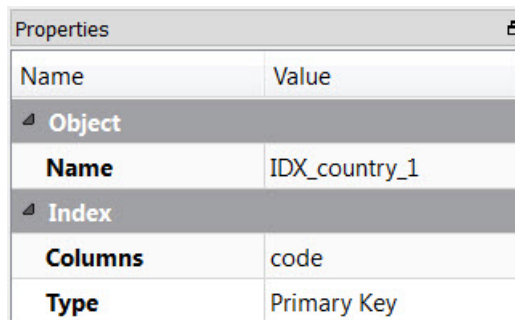 Properties
Name Value
Object
Name IDX_country_1
Index
Columns code
Type Primary Key